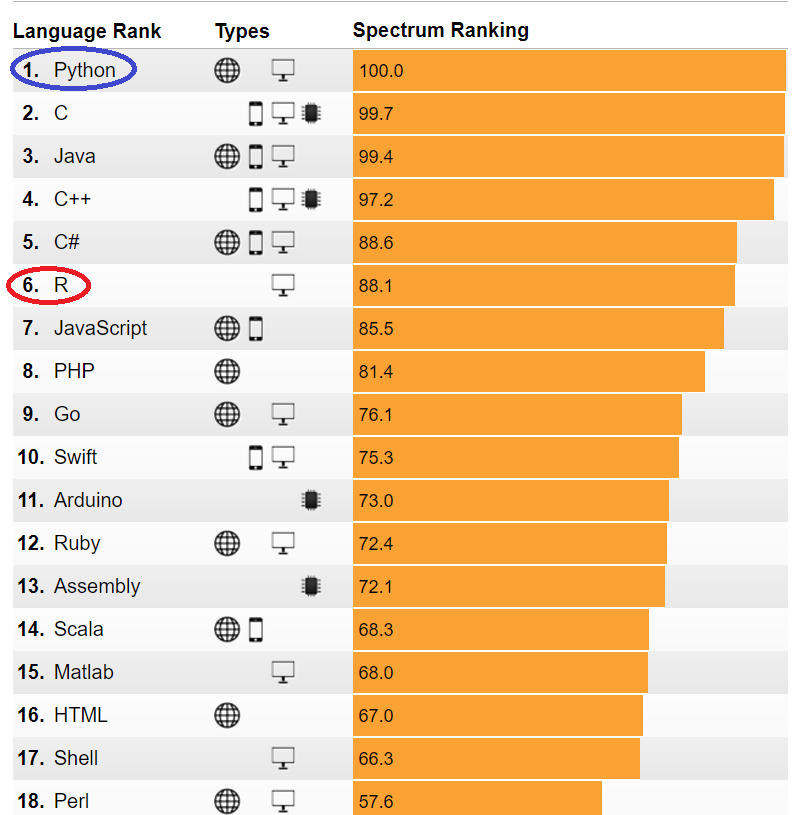 Language Rank Types Spectrum Ranking
1. Python 100.0
2. C 99.7
3. Java 99.4
4. C++ 97.2
5. C# 88.6
6. R 88.1
7. JavaScript 85.5
8. PHP 81.4
9. Go 76.1
10. Swift 75.3
11. Arduino 73.0
12. Ruby 72.4
13. Assembly 72.1
14. Scala 68.3
15. Matlab 68.0
16. HTML 67.0
17. Shell 66.3
18. Perl 57.6